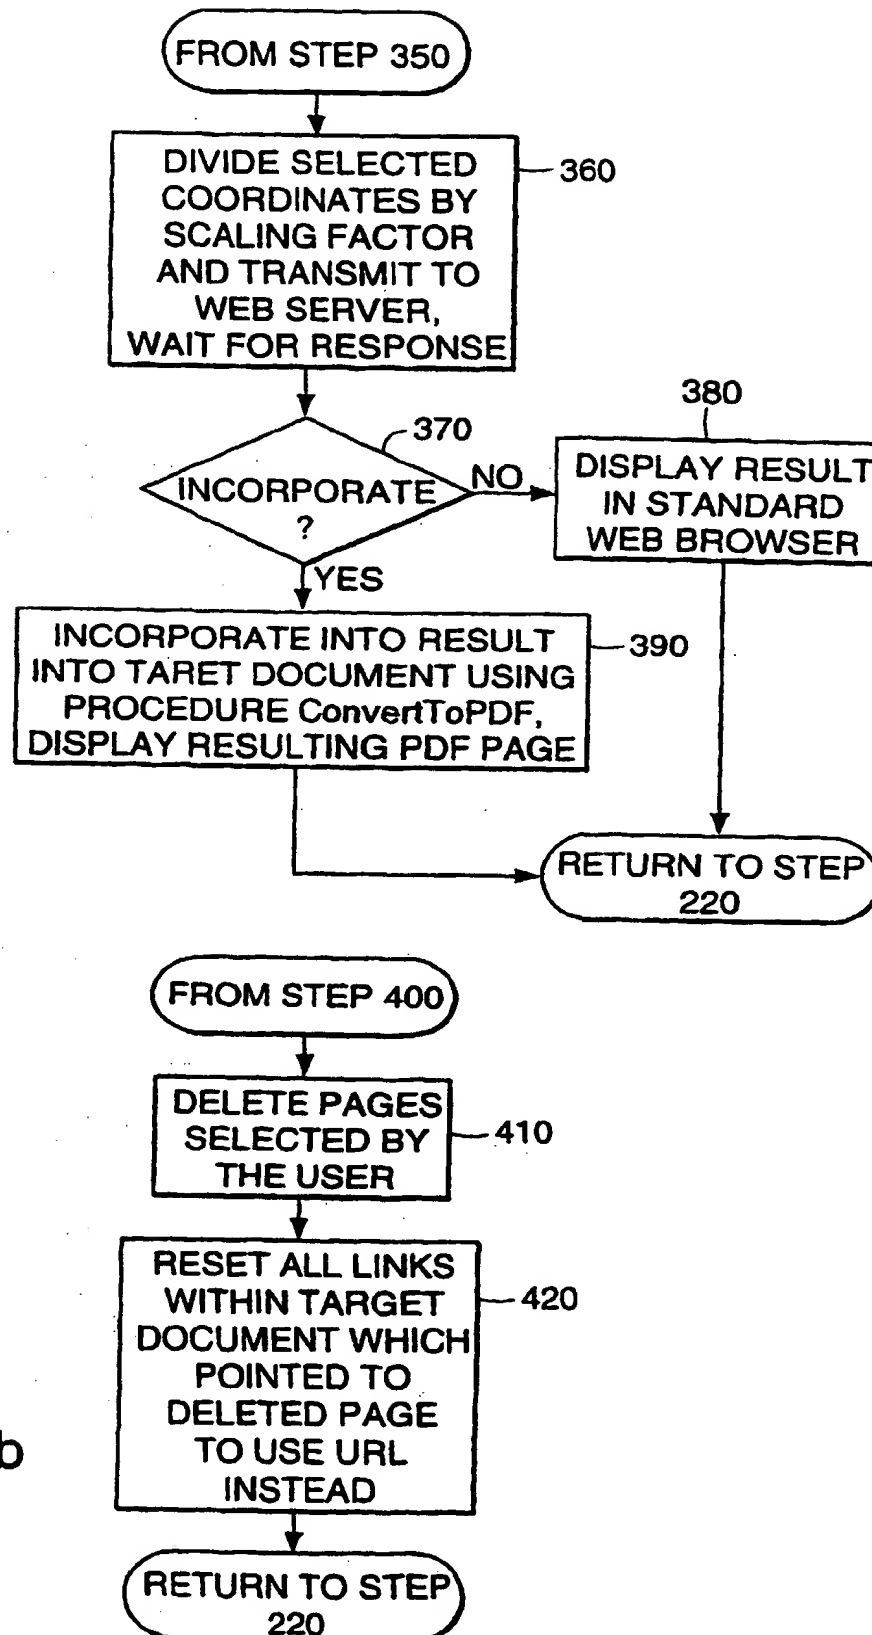 FROM STEP 350
DIVIDE SELECTED
COORDINATES BY
SCALING FACTOR
AND TRANSMIT TO
WEB SERVER,
WAIT FOR RESPONSE
360
370
INCORPORATE
?
NO
YES
380
DISPLAY RESULT
IN STANDARD
WEB BROWSER
INCORPORATE INTO RESULT
INTO TARET DOCUMENT USING
PROCEDURE ConvertToPDF,
DISPLAY RESULTING PDF PAGE
390
RETURN TO STEP
220
FROM STEP 400
DELETE PAGES
SELECTED BY
THE USER
410
RESET ALL LINKS
WITHIN TARGET
DOCUMENT WHICH
POINTED TO
DELETED PAGE
TO USE URL
INSTEAD
420
b
RETURN TO STEP
220